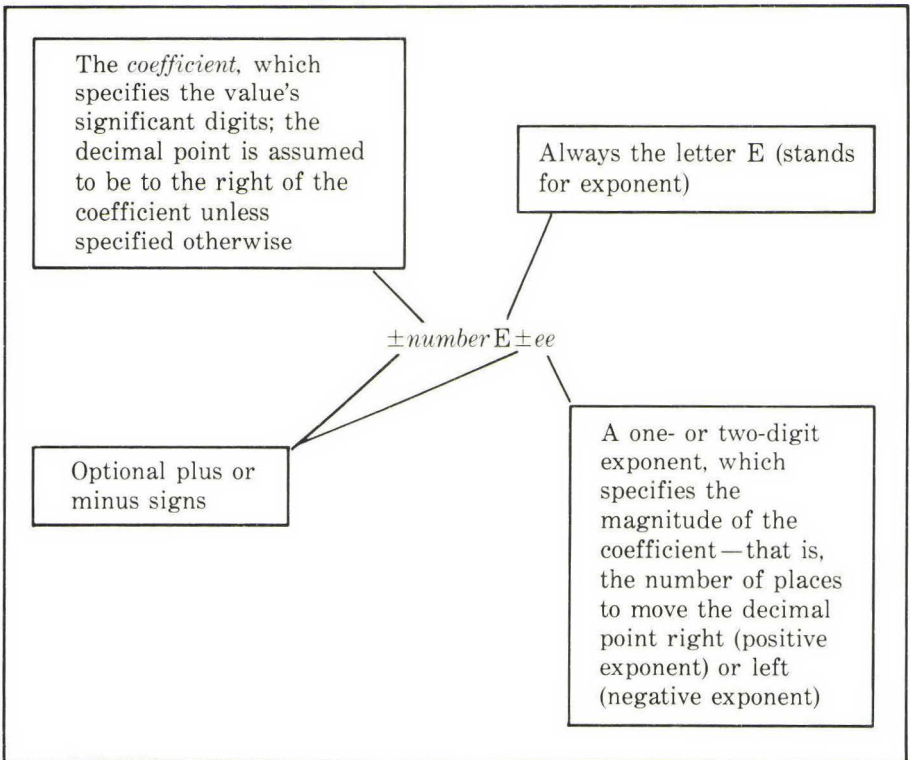 The coefficient, which
specifies the value's
significant digits; the
decimal point is assumed
to be to the right of the
coefficient unless
specified otherwise
Always the letter E (stands
for exponent)
±number E ±ee
Optional plus or
minus signs
A one- or two-digit
exponent, which
specifies the
magnitude of the
coefficient—that is,
the number of places
to move the decimal
point right (positive
exponent) or left
(negative exponent)